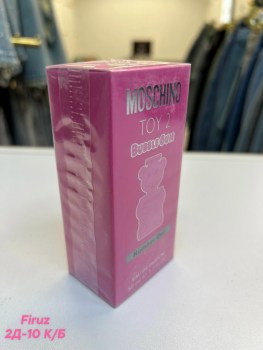 MOSCHINO
TOY 2
BUBBLE GUM
Firuz
2Д-10 К/Б